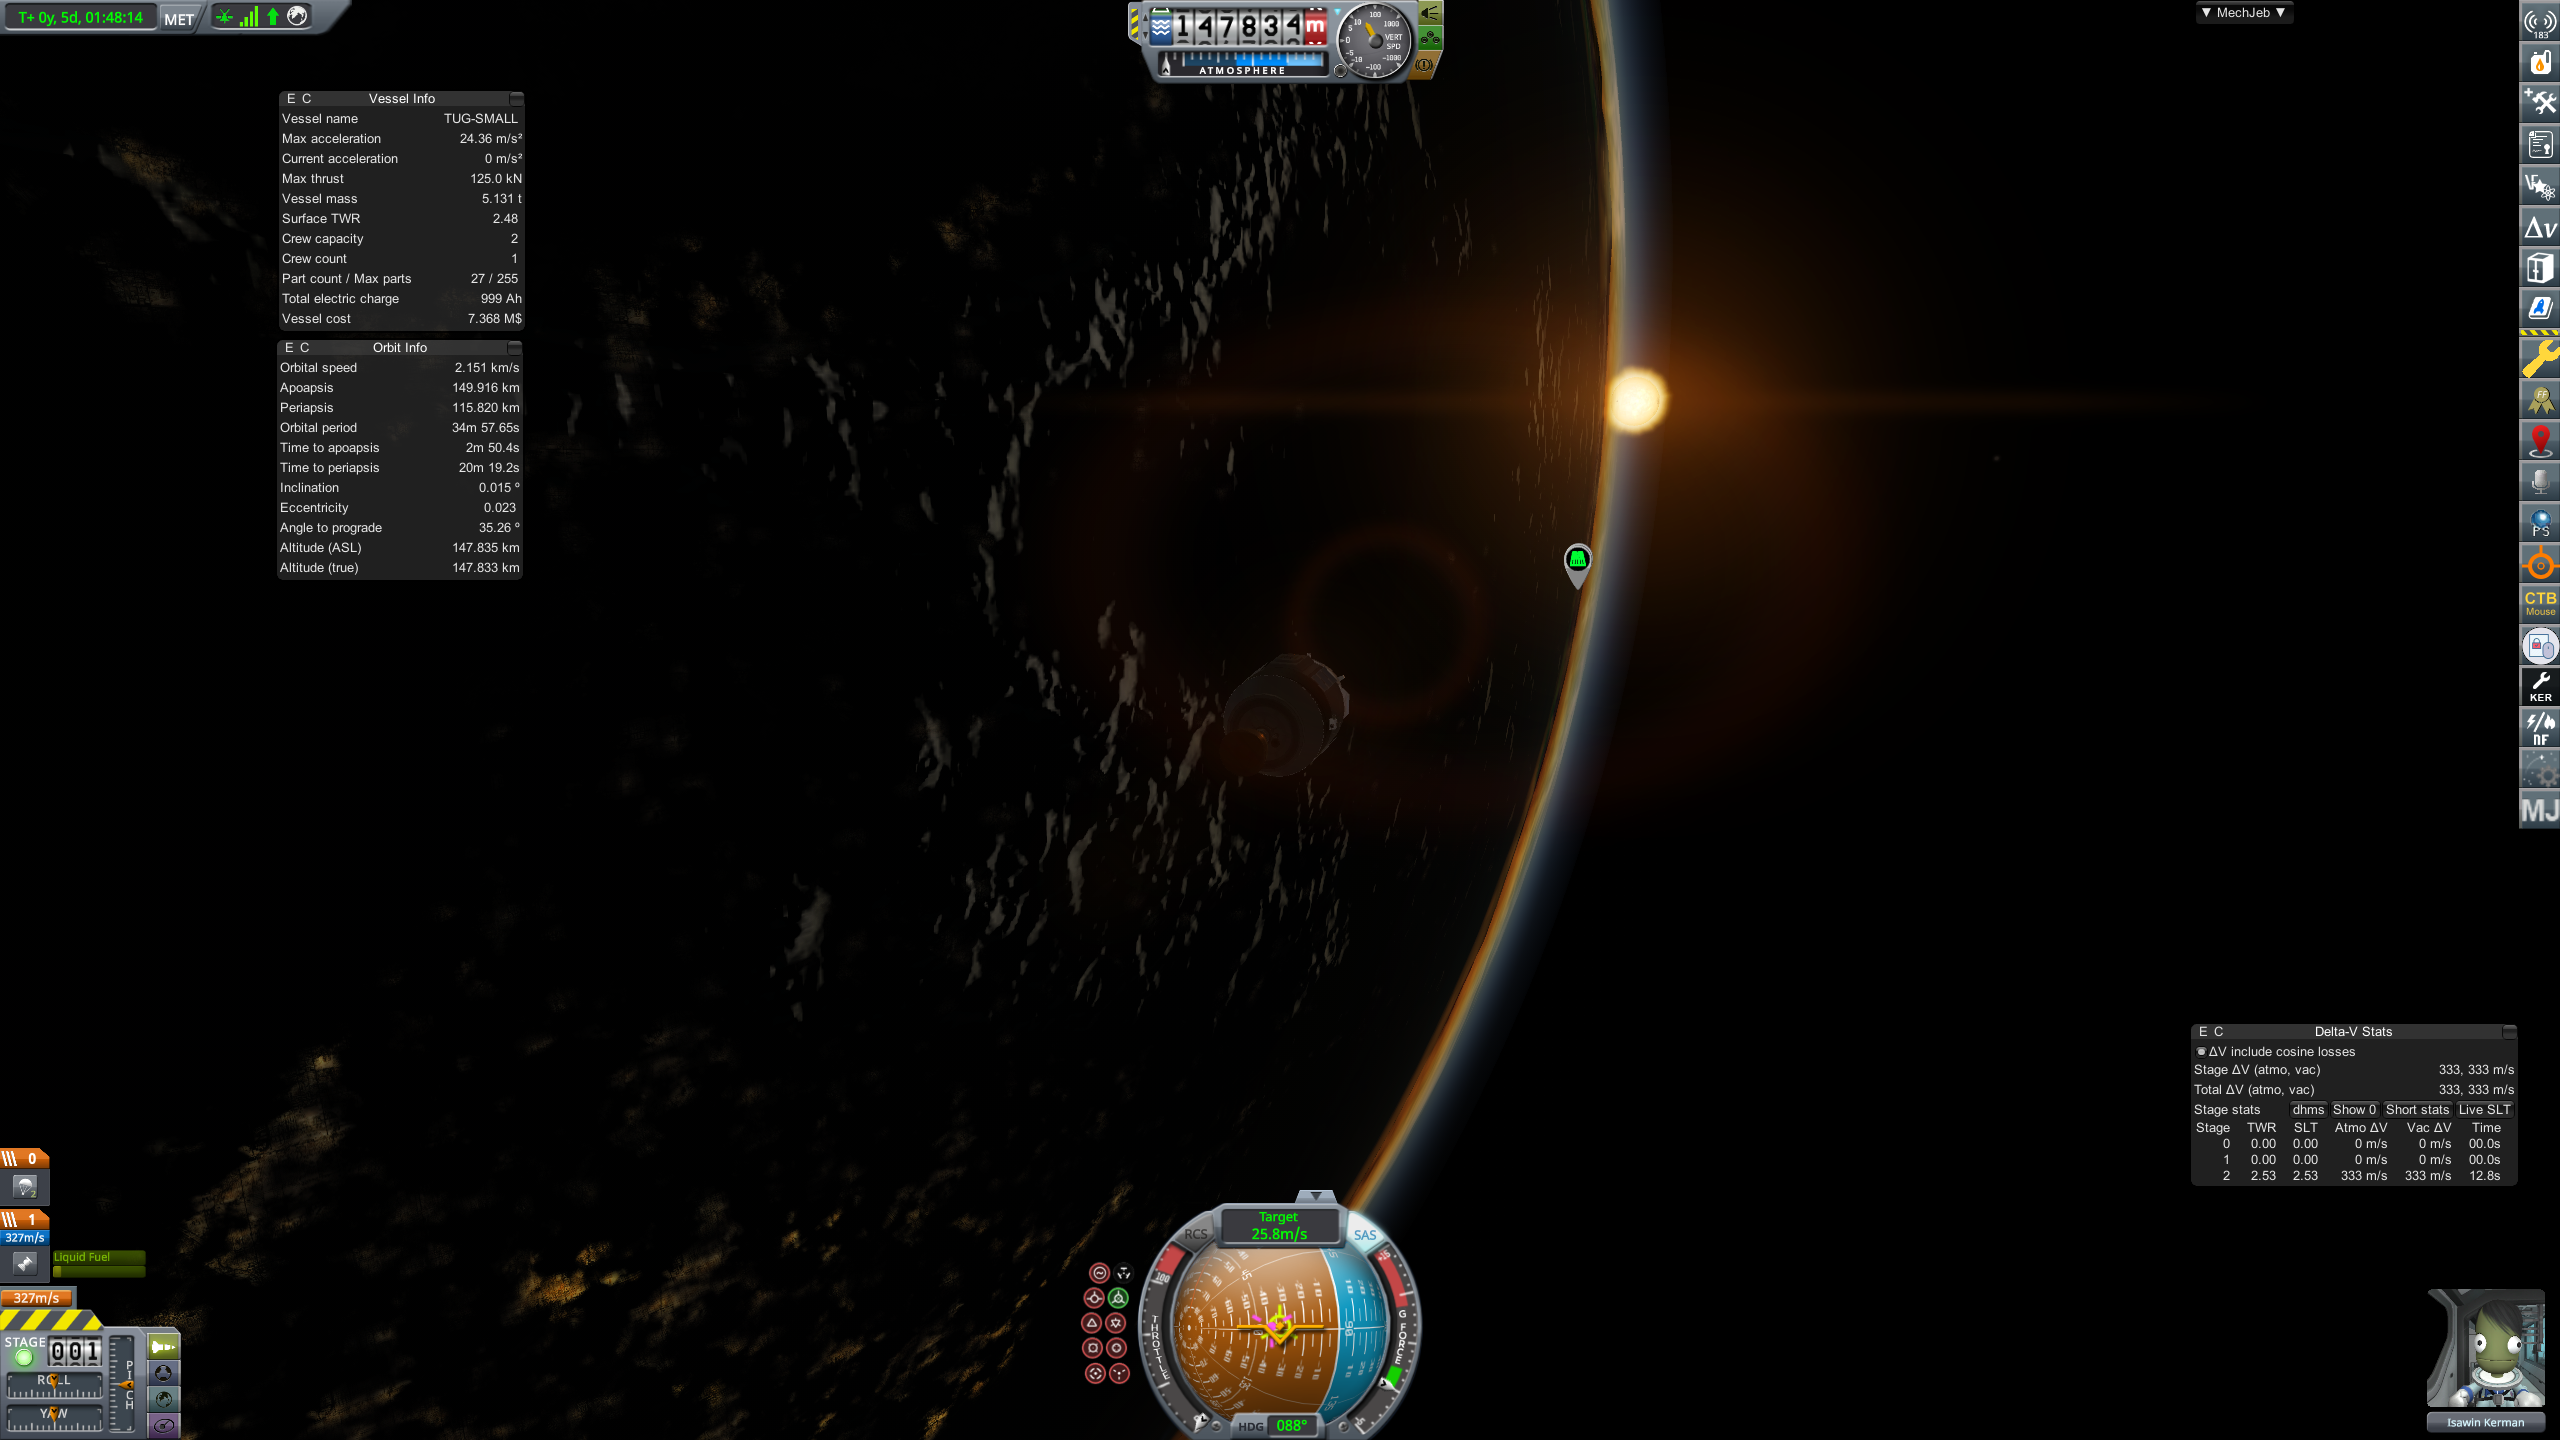 T+ 0y, 5d, 01:48:14 MET
147834 m
ATMOSPHERE
VERT SPD
▼ MechJeb ▼
183
E C Vessel Info
Vessel name TUG-SMALL
Max acceleration 24.36 m/s²
Current acceleration 0 m/s²
Max thrust 125.0 kN
Vessel mass 5.131 t
Surface TWR 2.48
Crew capacity 2
Crew count 1
Part count / Max parts 27 / 255
Total electric charge 999 Ah
Vessel cost 7.368 M$
E C Orbit Info
Orbital speed 2.151 km/s
Apoapsis 149.916 km
Periapsis 115.820 km
Orbital period 34m 57.65s
Time to apoapsis 2m 50.4s
Time to periapsis 20m 19.2s
Inclination 0.015 º
Eccentricity 0.023
Angle to prograde 35.26 º
Altitude (ASL) 147.835 km
Altitude (true) 147.833 km
Δv
FF
PS
CTB
Mouse
KER
NF
MJ
E C Delta-V Stats
ΔV include cosine losses
Stage ΔV (atmo, vac) 333, 333 m/s
Total ΔV (atmo, vac) 333, 333 m/s
Stage stats dhms Show 0 Short stats Live SLT
Stage TWR SLT Atmo ΔV Vac ΔV Time
0 0.00 0.00 0 m/s 0 m/s 00.0s
1 0.00 0.00 0 m/s 0 m/s 00.0s
2 2.53 2.53 333 m/s 333 m/s 12.8s
0
2
1
327m/s
Liquid Fuel
327m/s
STAGE 001
ROLL
YAW
PITCH
RCS
Target
25.8m/s
SAS
THROTTLE
G FORCE
HDG 088°
Isawin Kerman